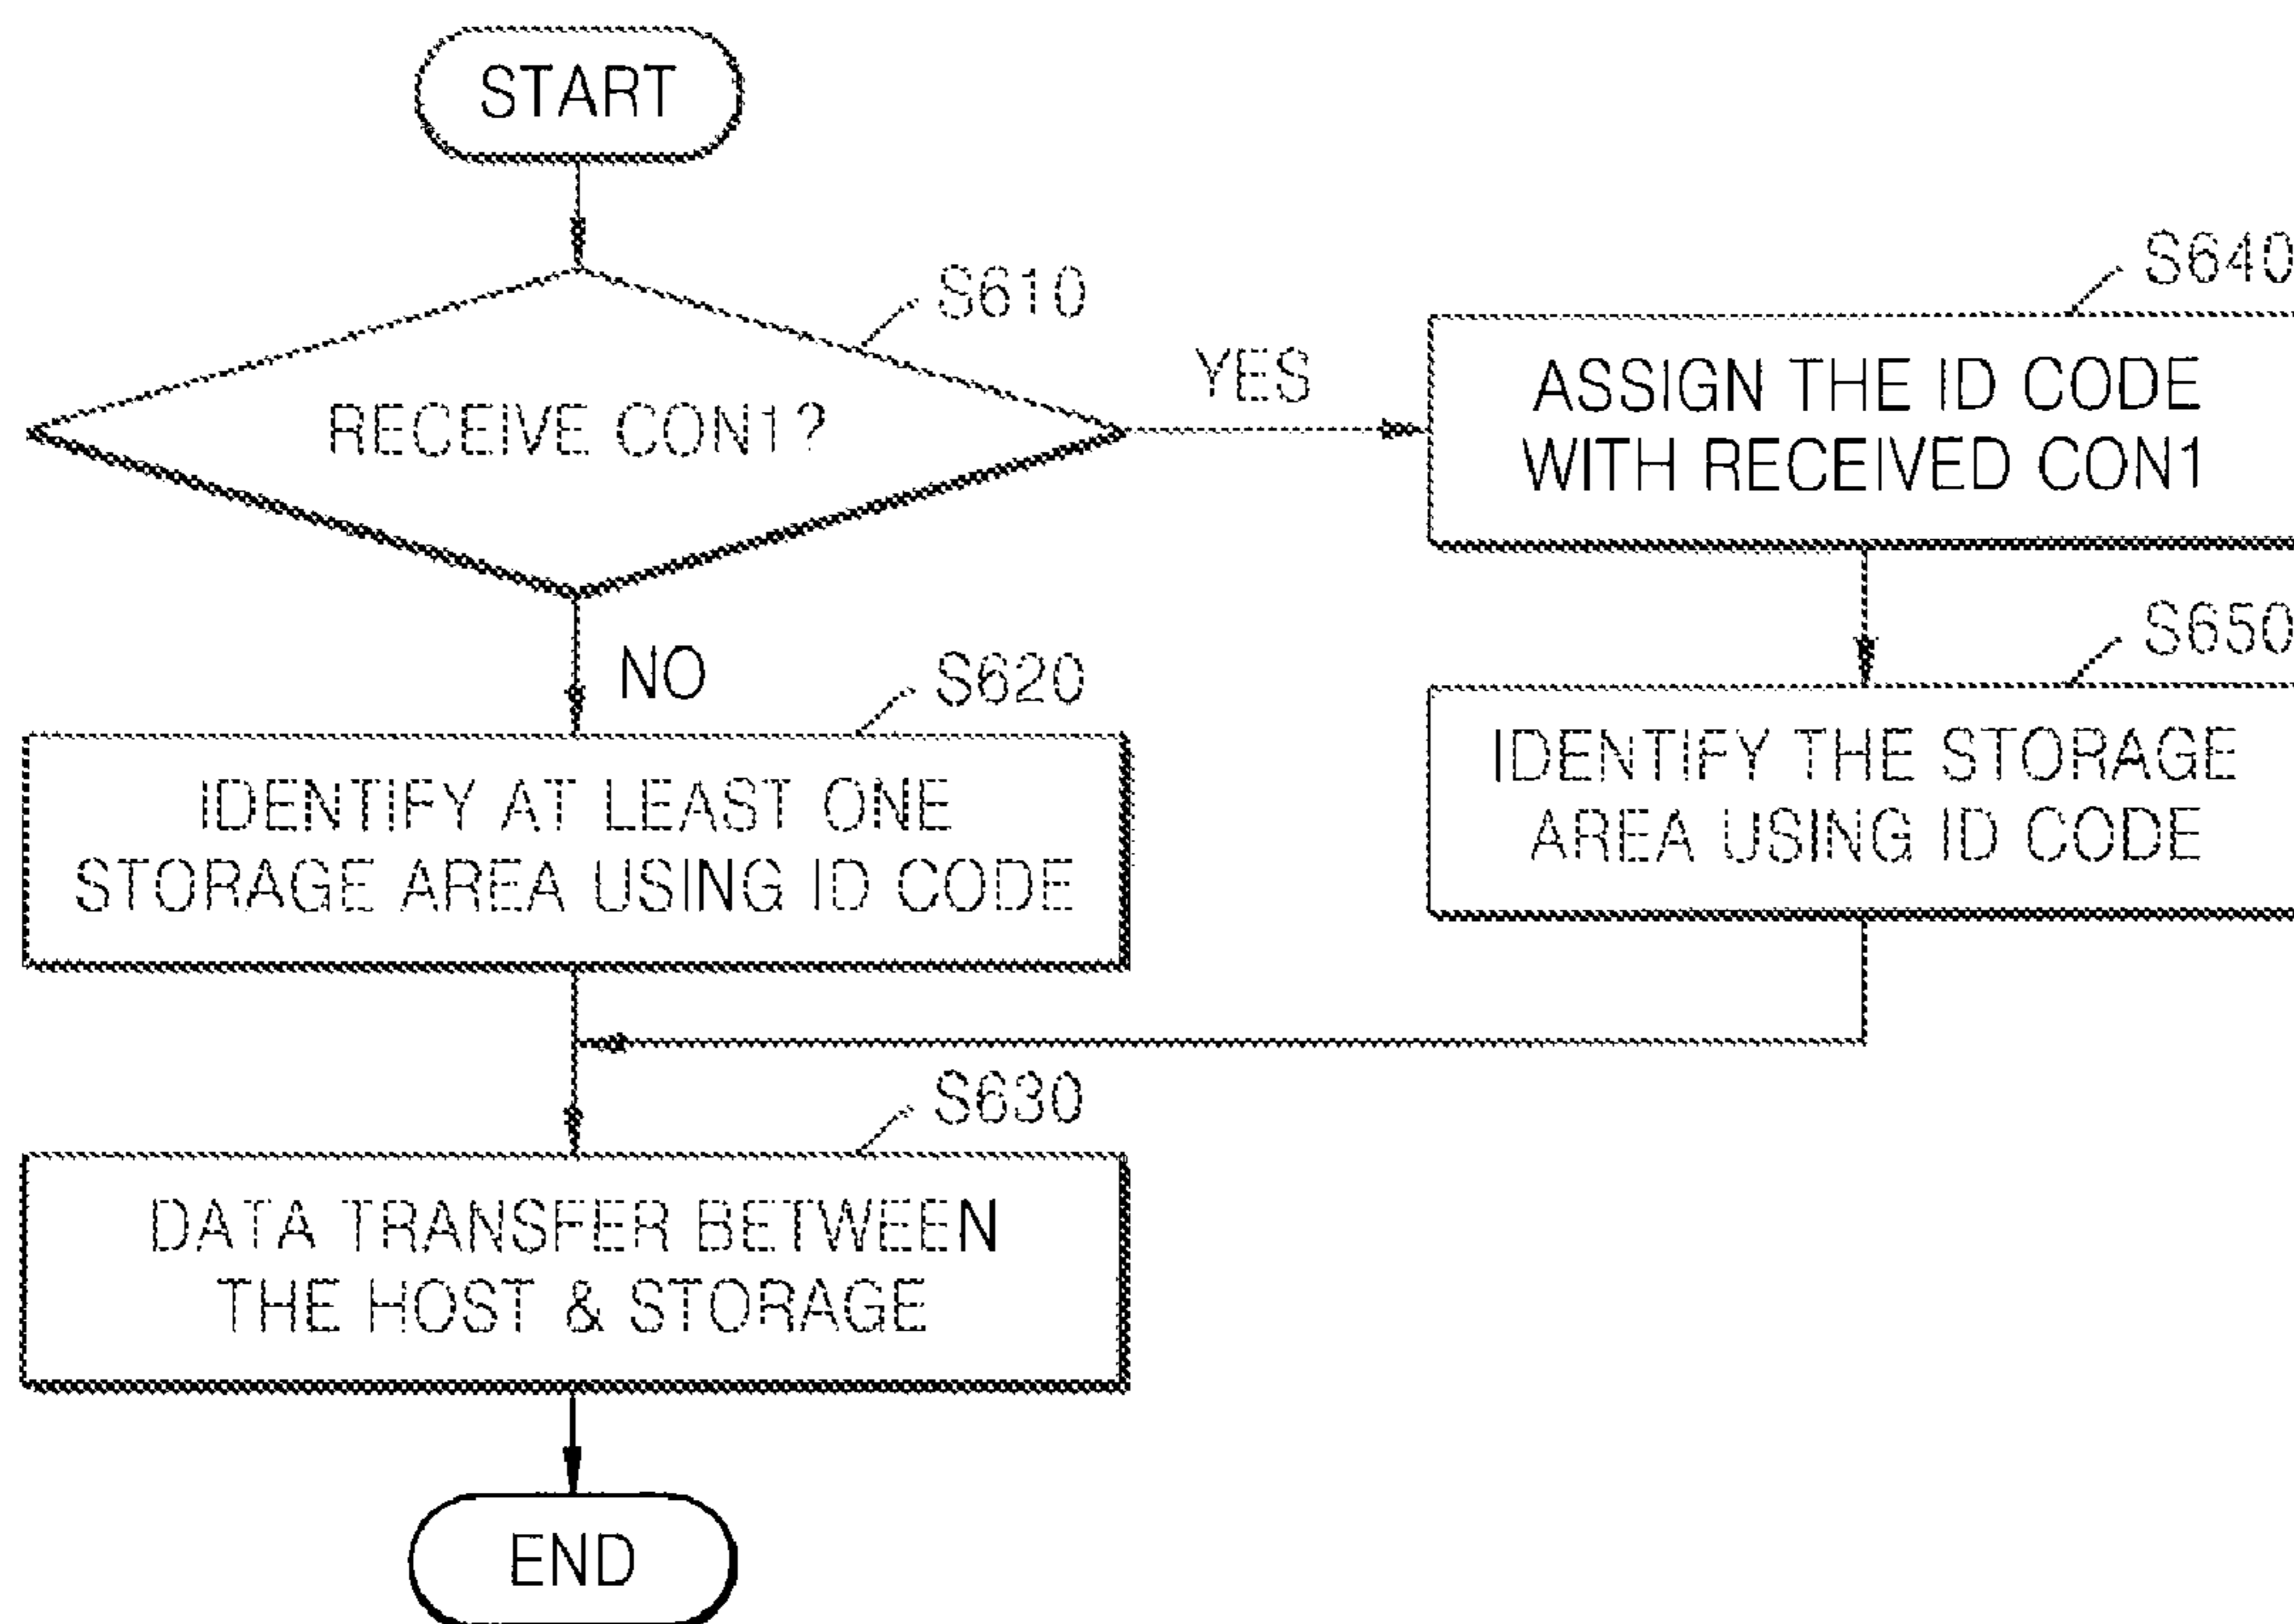 START
S610
RECEIVE CON1?
YES
S640
ASSIGN THE ID CODE
WITH RECEIVED CON1
NO
S620
IDENTIFY AT LEAST ONE
STORAGE AREA USING ID CODE
S650
IDENTIFY THE STORAGE
AREA USING ID CODE
S630
DATA TRANSFER BETWEEN
THE HOST & STORAGE
END